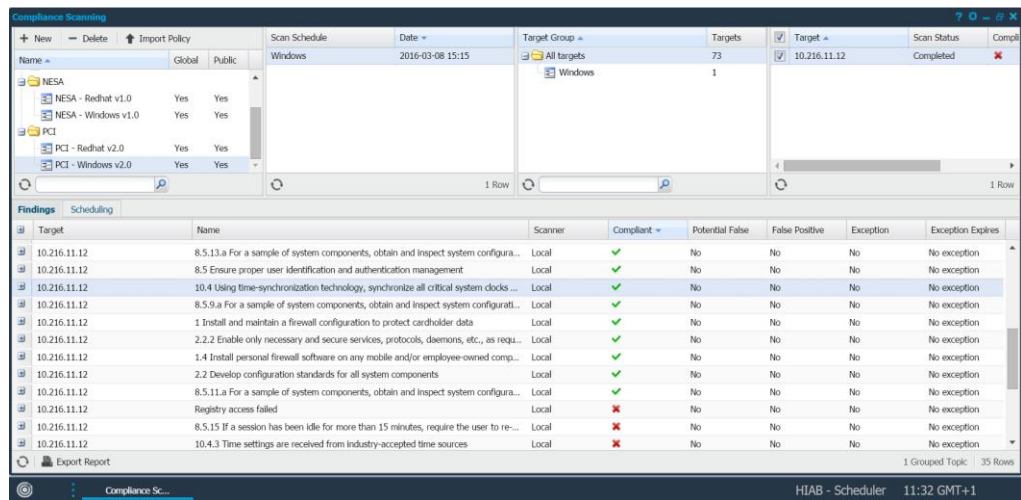 Compliance Scanning
New Delete Import Policy
Name Global Public
NESA
NESA - Redhat v1.0 Yes Yes
NESA - Windows v1.0 Yes Yes
PCI
PCI - Redhat v2.0 Yes Yes
PCI - Windows v2.0 Yes Yes
Scan Schedule Date
Windows 2016-03-08 15:15
1 Row
Target Group Targets
All targets 73
Windows 1
Target Scan Status Compli
10.216.11.12 Completed
1 Row
Findings Scheduling
Target Name Scanner Compliant Potential False False Positive Exception Exception Expires
10.216.11.12 8.5.13.a For a sample of system components, obtain and inspect system configura... Local No No No No exception
10.216.11.12 8.5 Ensure proper user identification and authentication management Local No No No No exception
10.216.11.12 10.4 Using time-synchronization technology, synchronize all critical system clocks ... Local No No No No exception
10.216.11.12 8.5.9.a For a sample of system components, obtain and inspect system configurati... Local No No No No exception
10.216.11.12 1 Install and maintain a firewall configuration to protect cardholder data Local No No No No exception
10.216.11.12 2.2.2 Enable only necessary and secure services, protocols, daemons, etc., as requ... Local No No No No exception
10.216.11.12 1.4 Install personal firewall software on any mobile and/or employee-owned comp... Local No No No No exception
10.216.11.12 2.2 Develop configuration standards for all system components Local No No No No exception
10.216.11.12 8.5.11.a For a sample of system components, obtain and inspect system configura... Local No No No No exception
10.216.11.12 Registry access failed Local No No No No exception
10.216.11.12 8.5.15 If a session has been idle for more than 15 minutes, require the user to re-... Local No No No No exception
10.216.11.12 10.4.3 Time settings are received from industry-accepted time sources Local No No No No exception
Export Report 1 Grouped Topic 35 Rows
Compliance Sc... HIAB - Scheduler 11:32 GMT+1